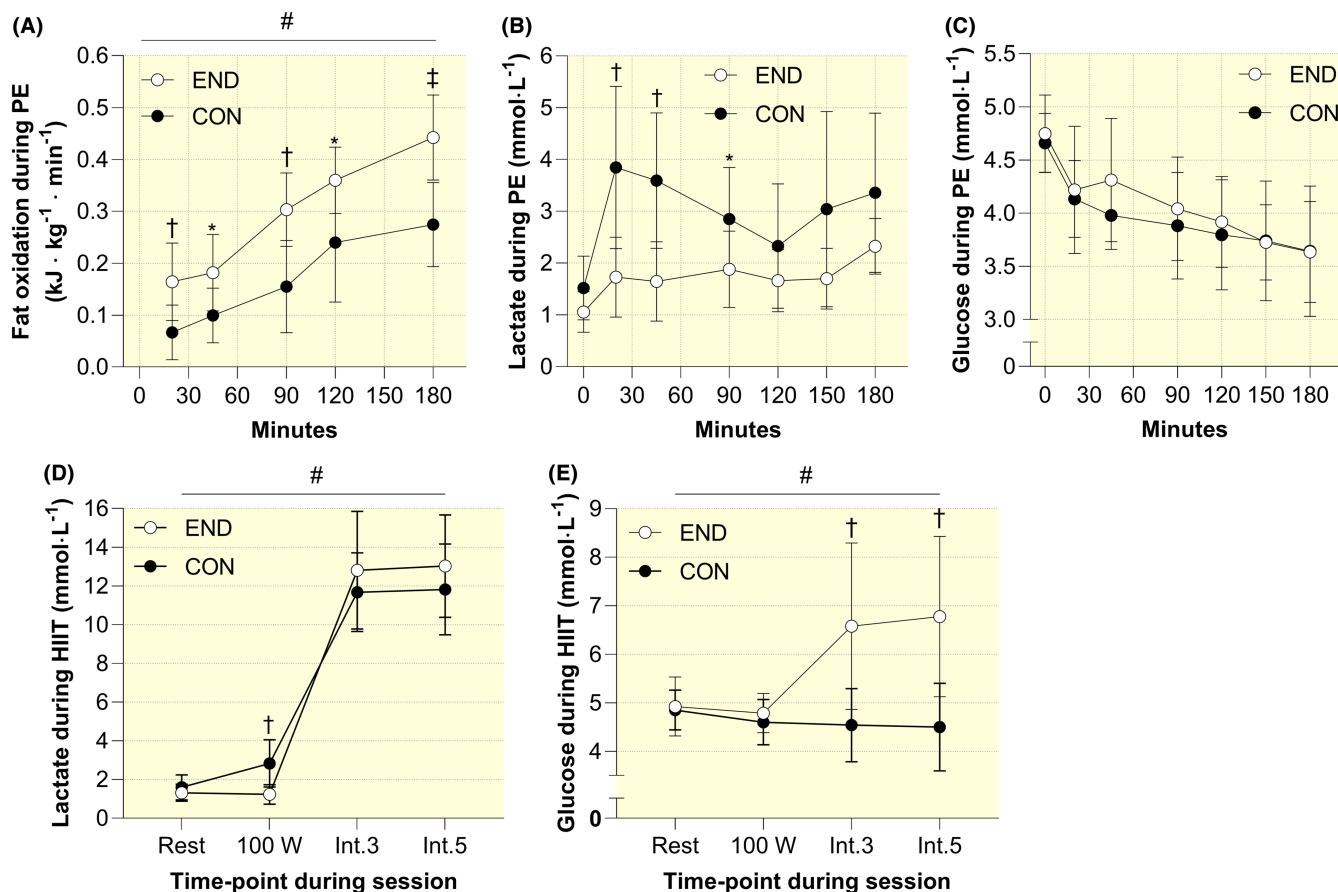 (A)
#
Fat oxidation during PE
(kJ · kg⁻¹ · min⁻¹)
0.6
0.5
0.4
0.3
0.2
0.1
0.0
END
CON
†
*
†
*
‡
0 30 60 90 120 150 180
Minutes
(B)
Lactate during PE (mmol·L⁻¹)
6
5
4
3
2
1
0
END
CON
†
†
*
0 30 60 90 120 150 180
Minutes
(C)
Glucose during PE (mmol·L⁻¹)
5.5
5.0
4.5
4.0
3.5
3.0
0
END
CON
0 30 60 90 120 150 180
Minutes
(D)
#
Lactate during HIIT (mmol·L⁻¹)
16
14
12
10
8
6
4
2
0
END
CON
†
Rest 100 W Int.3 Int.5
Time-point during session
(E)
#
Glucose during HIIT (mmol·L⁻¹)
9
8
7
6
5
4
0
END
CON
†
†
Rest 100 W Int.3 Int.5
Time-point during session